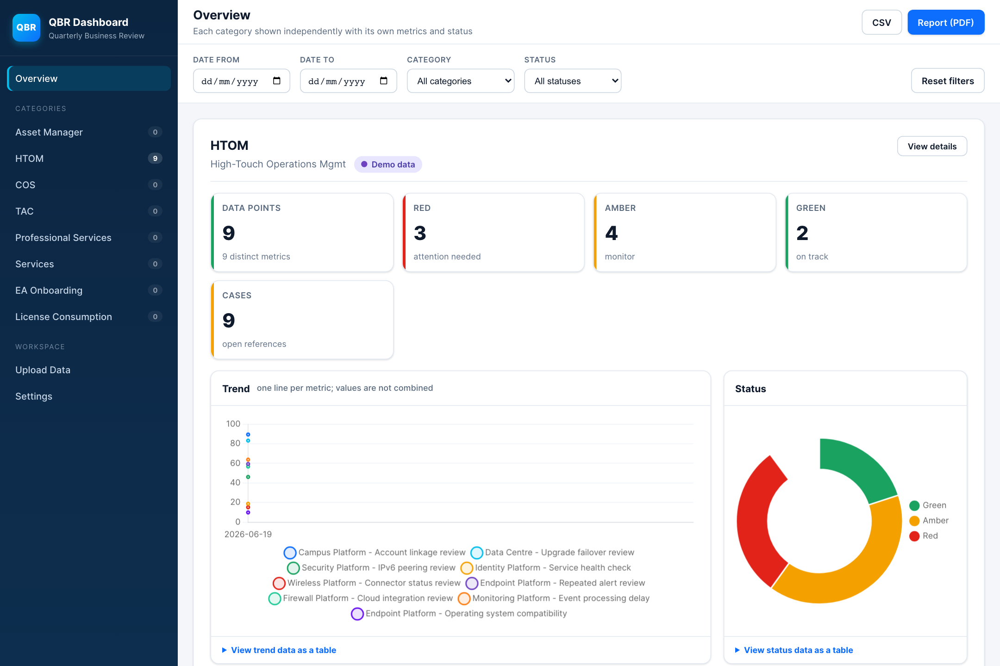 QBR
QBR Dashboard
Quarterly Business Review
Overview
CATEGORIES
Asset Manager 0
HTOM 9
COS 0
TAC 0
Professional Services 0
Services 0
EA Onboarding 0
License Consumption 0
WORKSPACE
Upload Data
Settings
Overview
Each category shown independently with its own metrics and status
CSV
Report (PDF)
DATE FROM
DATE TO
CATEGORY
STATUS
dd/mm/yyyy
dd/mm/yyyy
All categories
All statuses
Reset filters
HTOM
High-Touch Operations Mgmt
Demo data
View details
DATA POINTS
9
9 distinct metrics
RED
3
attention needed
AMBER
4
monitor
GREEN
2
on track
CASES
9
open references
Trend one line per metric; values are not combined
100
80
60
40
20
0
2026-06-19
Campus Platform - Account linkage review
Data Centre - Upgrade failover review
Security Platform - IPv6 peering review
Identity Platform - Service health check
Wireless Platform - Connector status review
Endpoint Platform - Repeated alert review
Firewall Platform - Cloud integration review
Monitoring Platform - Event processing delay
Endpoint Platform - Operating system compatibility
View trend data as a table
Status
Green
Amber
Red
View status data as a table